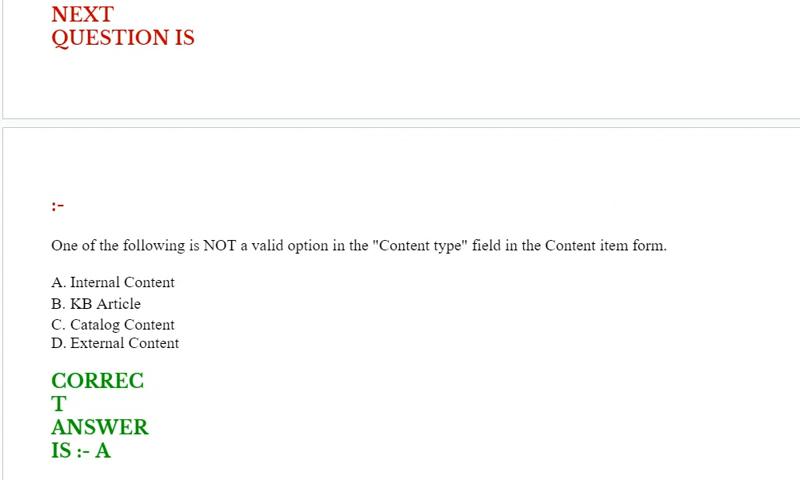 NEXT
QUESTION IS
:-
One of the following is NOT a valid option in the "Content type" field in the Content item form.
A. Internal Content
B. KB Article
C. Catalog Content
D. External Content
CORREC
T
ANSWER
IS :- A